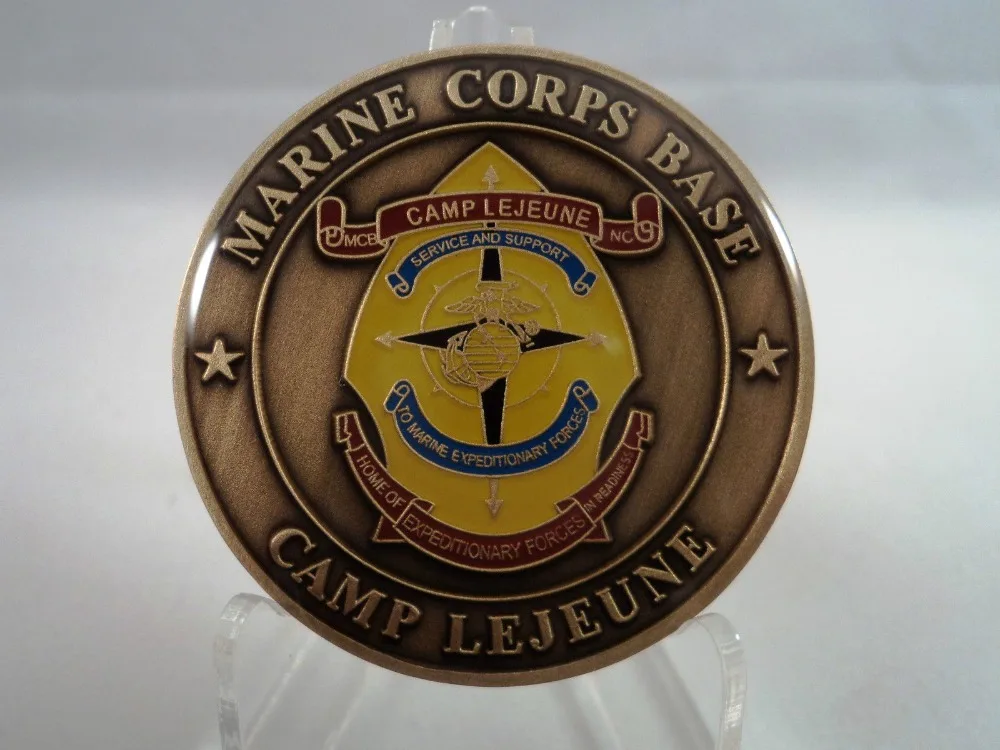 MARINE CORPS BASE
CAMP LEJEUNE
MCB
NC
SERVICE AND SUPPORT
TO MARINE EXPEDITIONARY FORCES
HOME OF
EXPEDITIONARY FORCES
IN READINESS
CAMP LEJEUNE